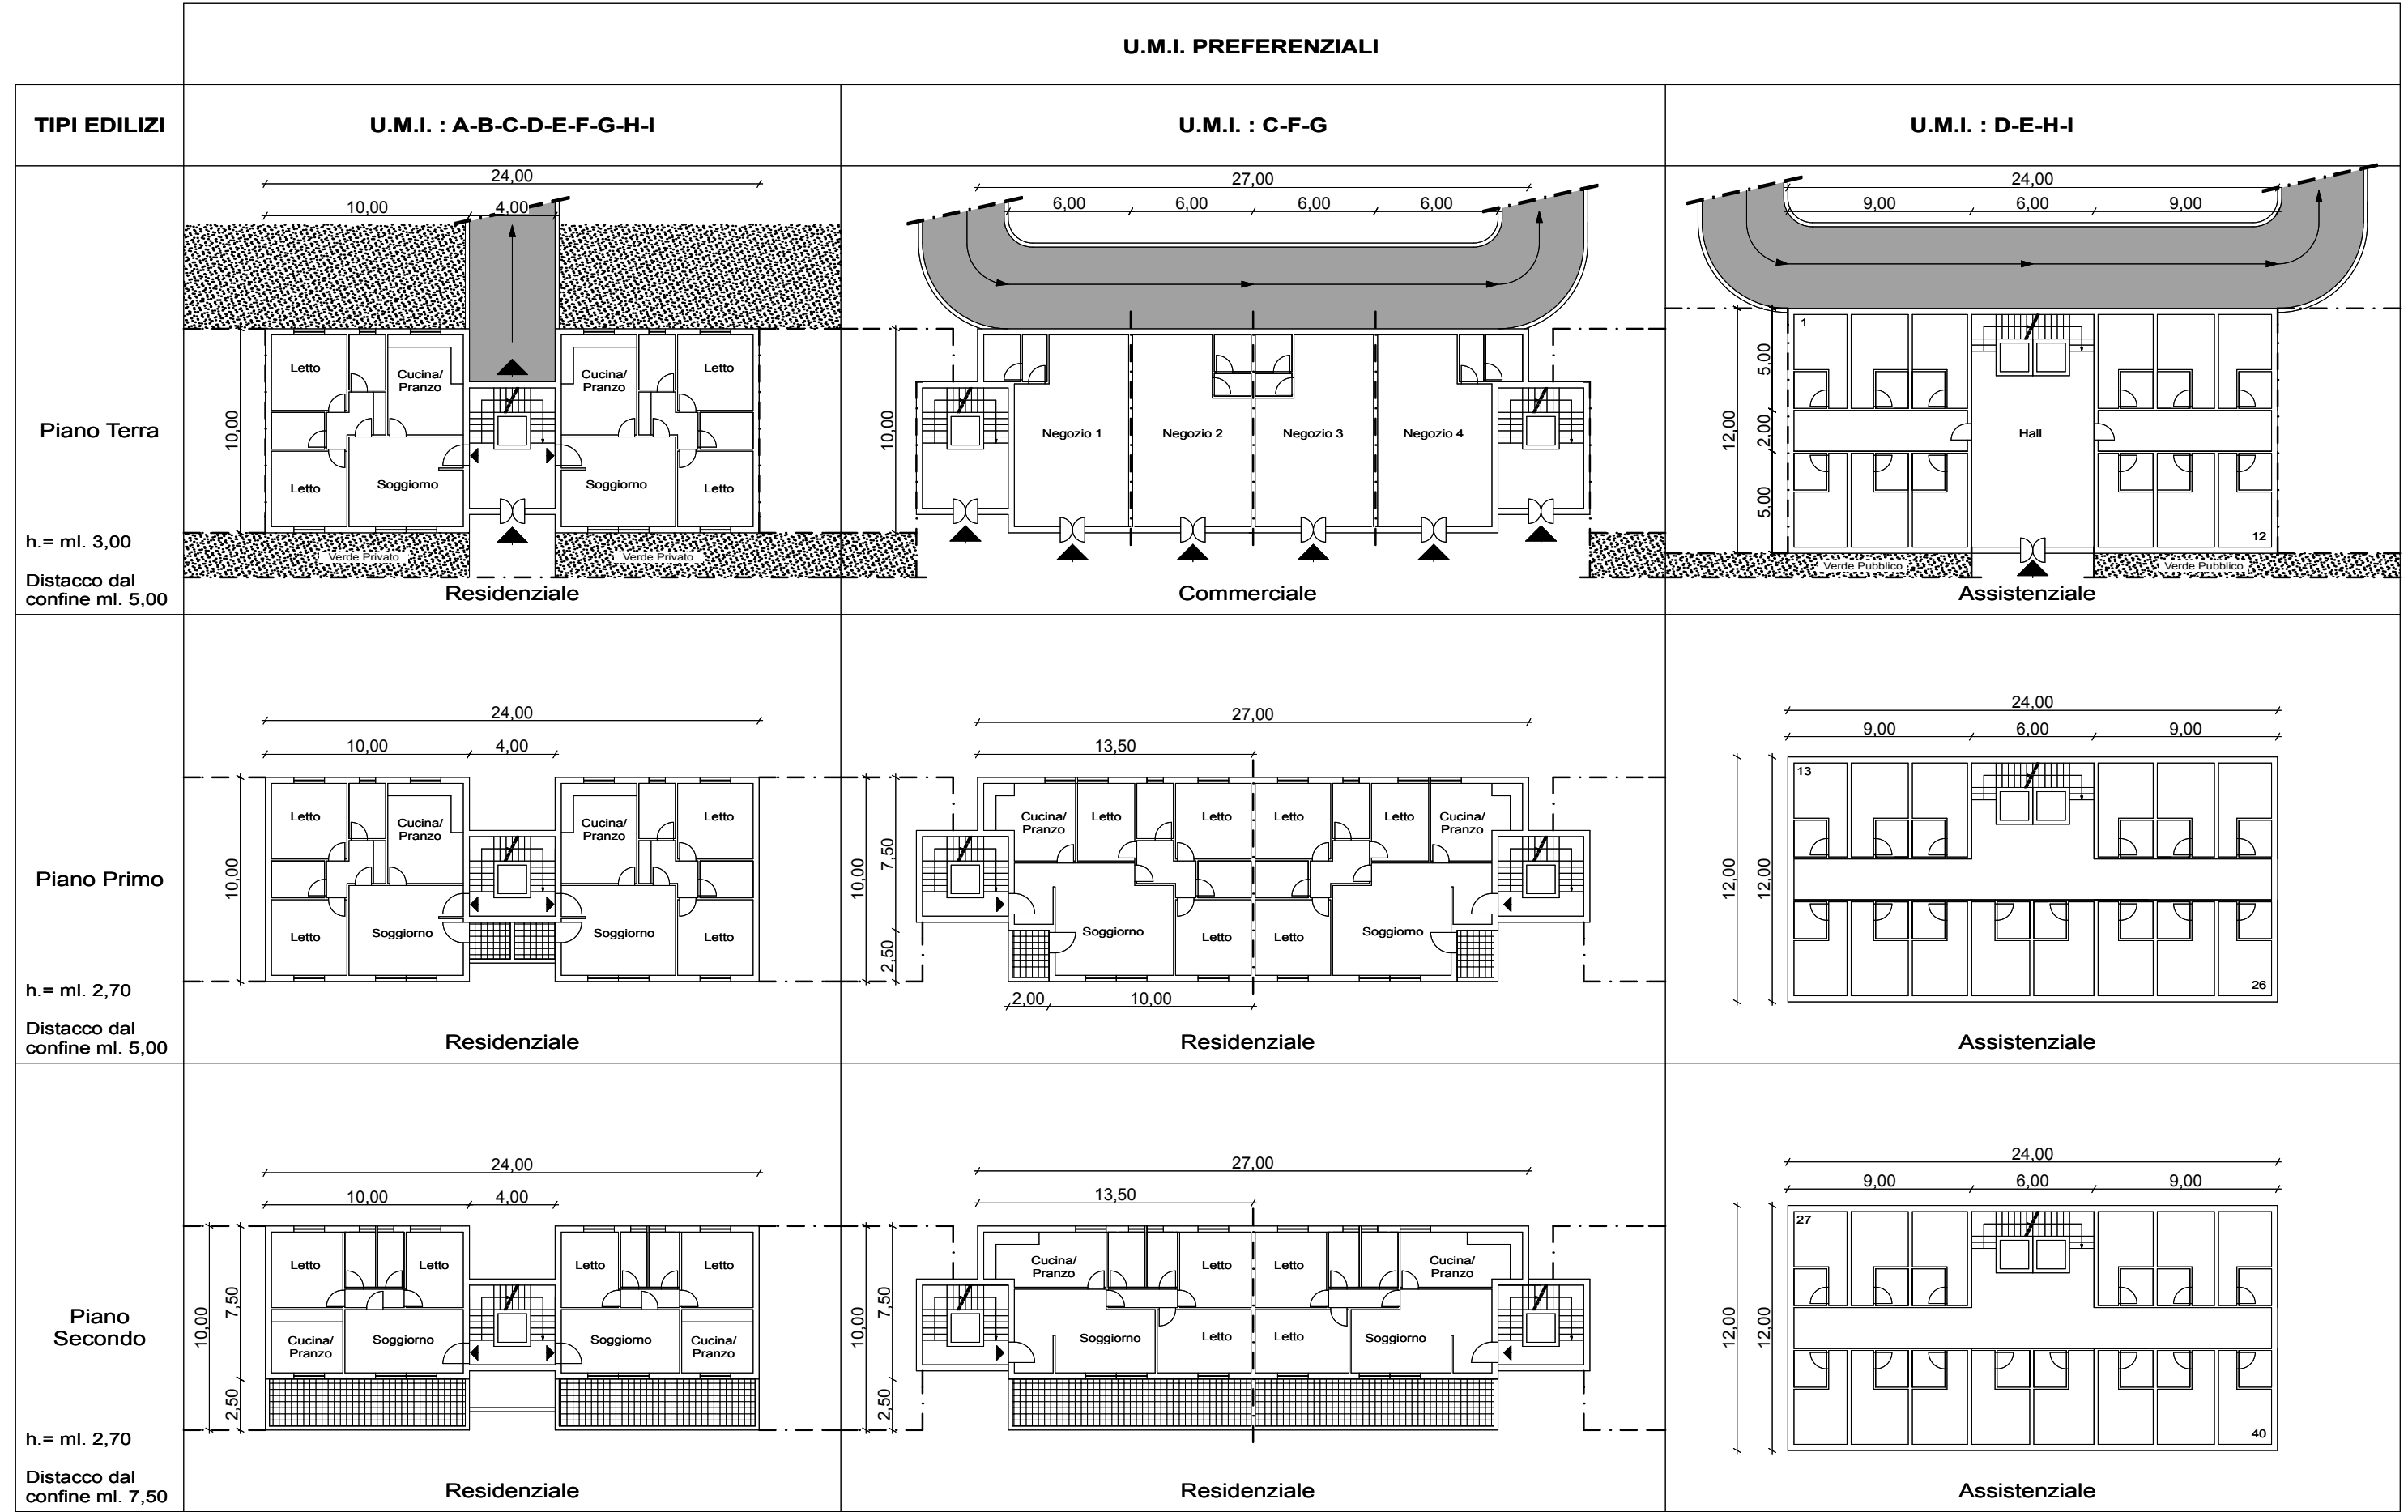 U.M.I. PREFERENZIALI
TIPI EDILIZI
U.M.I. : A-B-C-D-E-F-G-H-I
U.M.I. : C-F-G
U.M.I. : D-E-H-I
Piano Terra
h.= ml. 3,00
Distacco dal
confine ml. 5,00
24,00
10,00
4,00
10,00
Letto
Cucina/
Pranzo
Cucina/
Pranzo
Letto
Letto
Soggiorno
Soggiorno
Letto
Verde Privato
Verde Privato
Residenziale
27,00
6,00
6,00
6,00
6,00
10,00
Negozio 1
Negozio 2
Negozio 3
Negozio 4
Commerciale
24,00
9,00
6,00
9,00
12,00
5,00
2,00
5,00
1
Hall
12
Verde Pubblico
Verde Pubblico
Assistenziale
Piano Primo
h.= ml. 2,70
Distacco dal
confine ml. 5,00
24,00
10,00
4,00
10,00
Letto
Cucina/
Pranzo
Cucina/
Pranzo
Letto
Letto
Soggiorno
Soggiorno
Letto
Residenziale
27,00
13,50
10,00
7,50
2,50
Cucina/
Pranzo
Letto
Letto
Letto
Letto
Cucina/
Pranzo
Soggiorno
Letto
Letto
Soggiorno
2,00
10,00
Residenziale
24,00
9,00
6,00
9,00
12,00
12,00
13
26
Assistenziale
Piano
Secondo
h.= ml. 2,70
Distacco dal
confine ml. 7,50
24,00
10,00
4,00
10,00
7,50
2,50
Letto
Letto
Letto
Letto
Cucina/
Pranzo
Soggiorno
Soggiorno
Cucina/
Pranzo
Residenziale
27,00
13,50
10,00
7,50
2,50
Cucina/
Pranzo
Letto
Letto
Cucina/
Pranzo
Soggiorno
Letto
Letto
Soggiorno
Residenziale
24,00
9,00
6,00
9,00
12,00
12,00
27
40
Assistenziale